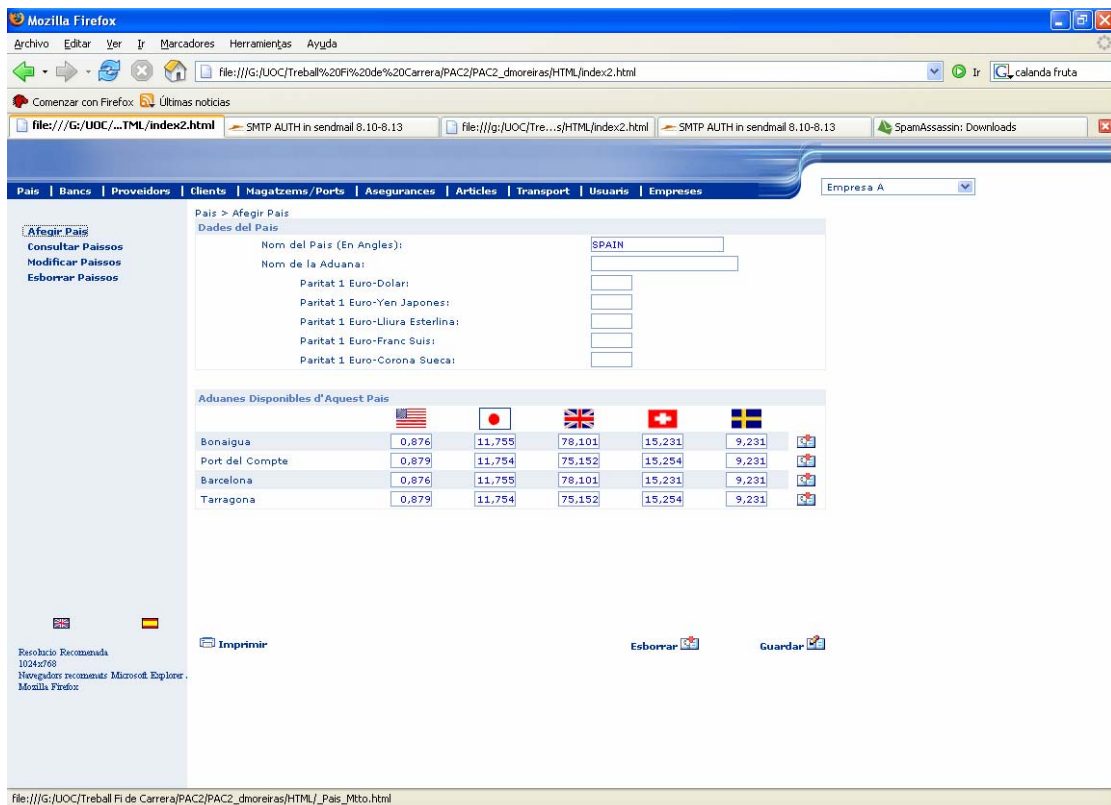 Mozilla Firefox
Archivo Editar Ver Ir Marcadores Herramientas Ayuda
file:///G:/UOC/Treball%20Fi%20de%20Carrera/PAC2/PAC2_dmoreiras/HTML/index2.html Ir G calanda fruta
Comenzar con Firefox Últimas noticias
file:///G:/UOC/...TML/index2.html SMTP AUTH in sendmail 8.10-8.13 file:///g:/UOC/Tre...s/HTML/index2.html SMTP AUTH in sendmail 8.10-8.13 SpamAssassin: Downloads
Pais | Bancs | Proveidors | Clients | Magatzems/Ports | Asegurances | Articles | Transport | Usuaris | Empreses Empresa A
Pais > Afegir Pais
Afegir Pais
Consultar Paissos
Modificar Paissos
Esborrar Paissos
Dades del Pais
Nom del Pais (En Angles): SPAIN
Nom de la Aduana:
Paritat 1 Euro-Dolar:
Paritat 1 Euro-Yen Japones:
Paritat 1 Euro-Lliura Esterlina:
Paritat 1 Euro-Franc Suis:
Paritat 1 Euro-Corona Sueca:
Aduanes Disponibles d'Aquest Pais
Bonaigua 0,876 11,755 78,101 15,231 9,231
Port del Compte 0,879 11,754 75,152 15,254 9,231
Barcelona 0,876 11,755 78,101 15,231 9,231
Tarragona 0,879 11,754 75,152 15,254 9,231
Imprimir Esborrar Guardar
Resolucio Recomenada
1024x768
Navegadors recomenats Microsoft Explorer .
Mozilla Firefox
file:///G:/UOC/Treball Fi de Carrera/PAC2/PAC2_dmoreiras/HTML/_Pais_Mtto.html